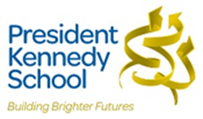 President
Kennedy
School
Building Brighter Futures